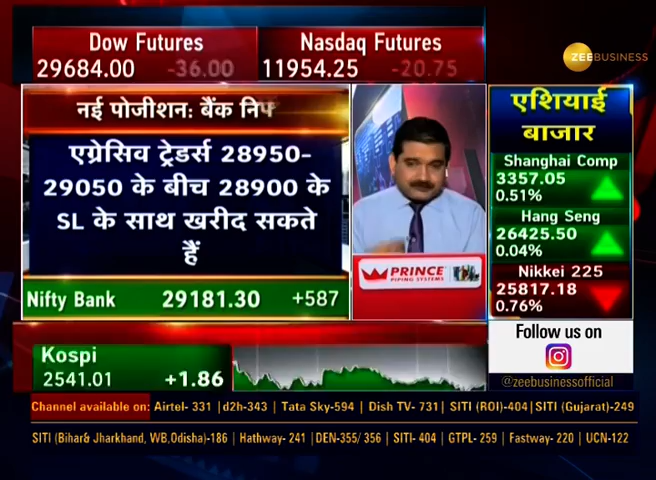 Dow Futures
29684.00 -36.00
Nasdaq Futures
11954.25 -20.75
ZEEBUSINESS
नई पोजीशन: बैंक निफ
एग्रेसिव ट्रेडर्स 28950-
29050 के बीच 28900 के
SL के साथ खरीद सकते
हैं
Nifty Bank 29181.30 +587
PRINCE
PIPING SYSTEMS
एशियाई
बाजार
Shanghai Comp
3357.05
0.51%
Hang Seng
26425.50
0.04%
Nikkei 225
25817.18
0.76%
Kospi
2541.01 +1.86
Follow us on
@zeebusinessofficial
Channel available on: Airtel- 331 |d2h-343 | Tata Sky-594 | Dish TV- 731| SITI (ROI)-404|SITI (Gujarat)-249
SITI (Bihar& Jharkhand, WB,Odisha)-186 | Hathway- 241 |DEN-355/ 356 | SITI- 404 | GTPL- 259 | Fastway- 220 | UCN-122